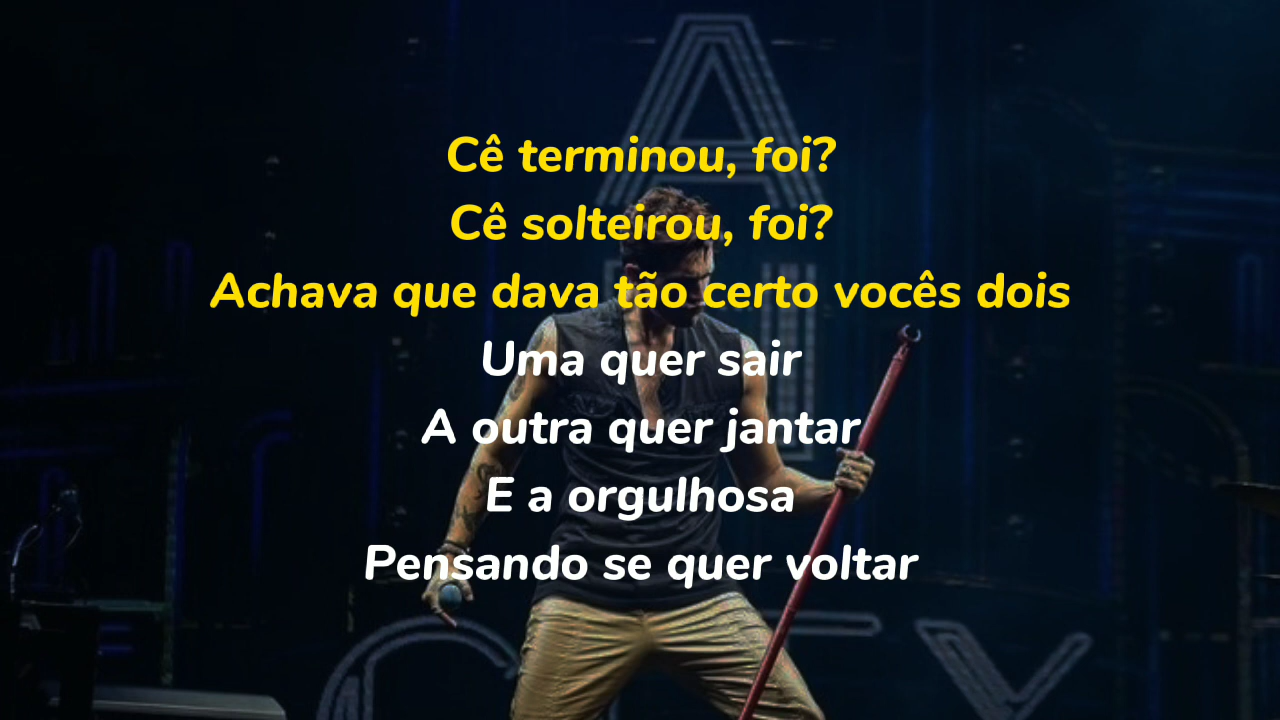 Cê terminou, foi?
Cê solteirou, foi?
Achava que dava tão certo vocês dois
Uma quer sair
A outra quer jantar
E a orgulhosa
Pensando se quer voltar